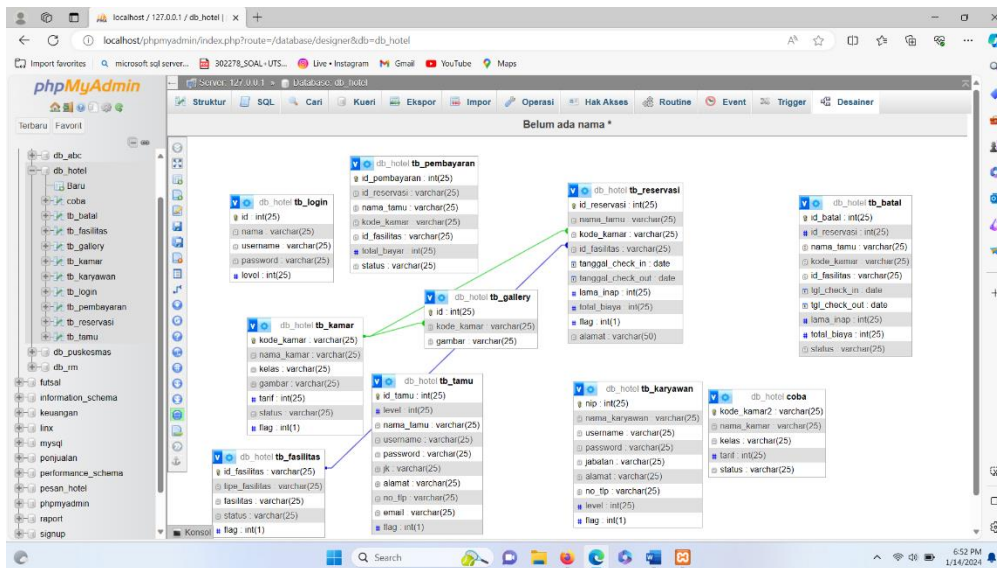 localhost / 127.0.0.1 / db_hotel |
localhost/phpmyadmin/index.php?route=/database/designer&db=db_hotel
Import favorites
microsoft sql server...
302278_SOAL+UTS...
Live • Instagram
Gmail
YouTube
Maps
phpMyAdmin
Terbaru Favorit
db_abc
db_hotel
Baru
coba
tb_batal
tb_fasilitas
tb_gallery
tb_kamar
tb_karyawan
tb_login
tb_pembayaran
tb_reservasi
tb_tamu
db_puskesmas
db_rm
futsal
information_schema
keuangan
linx
mysql
ponjualan
performance_schema
pesan_hotel
phpmyadmin
raport
signup
Server: 127.0.0.1 » Database: db_hotel
Struktur SQL Cari Kueri Ekspor Impor Operasi Hak Akses Routine Event Trigger Desainer
Belum ada nama *
db_hotel tb_login
id : int(25)
nama : varchar(25)
username : varchar(25)
password : varchar(25)
level : int(25)
db_hotel tb_pembayaran
id_pombayaran : int(25)
id_reservasi : varchar(25)
nama_tamu : varchar(25)
kode_kamar : varchar(25)
id_fasilitas : varchar(25)
total_bayar : int(25)
status : varchar(25)
db_hotel tb_reservasi
id_reservasi : int(25)
nama_tamu : varchar(25)
kode_kamar : varchar(25)
id_fasilitas : varchar(25)
tanggal_check_in : date
tanggal_check_out : date
lama_inap : int(25)
total_biaya : int(25)
flag : int(1)
alamat : varchar(50)
db_hotel tb_batal
id_batal : int(25)
id_reservasi : int(25)
nama_tamu : varchar(25)
kode_kamar : varchar(25)
id_fasilitas : varchar(25)
tgl_check_in : date
tgl_check_out : date
lama_inap : int(25)
total_biaya : int(25)
status : varchar(25)
db_hotel tb_gallery
id : int(25)
kode_kamar : varchar(25)
gambar : varchar(25)
db_hotel tb_kamar
kode_kamar : varchar(25)
nama_kamar : varchar(25)
kelas : varchar(25)
gambar : varchar(25)
tarif : int(25)
status : varchar(25)
flag : int(1)
db_hotel tb_tamu
id_tamu : int(25)
level : int(25)
nama_tamu : varchar(25)
username : varchar(25)
password : varchar(25)
jk : varchar(25)
alamat : varchar(25)
no_tlp : varchar(25)
email : varchar(25)
flag : int(1)
db_hotel tb_fasilitas
id_fasilitas : varchar(25)
tipe_fasilitas : varchar(25)
fasilitas : varchar(25)
status : varchar(25)
flag : int(1)
db_hotel tb_karyawan
nip : int(25)
nama_karyawan : varchar(25)
username : varchar(25)
password : varchar(25)
jabatan : varchar(25)
alamat : varchar(25)
no_tlp : varchar(25)
level : int(25)
flag : int(1)
db_hotel coba
kode_kamar2 : varchar(25)
nama_kamar : varchar(25)
kelas : varchar(25)
tarif : int(25)
status : varchar(25)
Konsol
Search
6:52 PM
1/14/2024